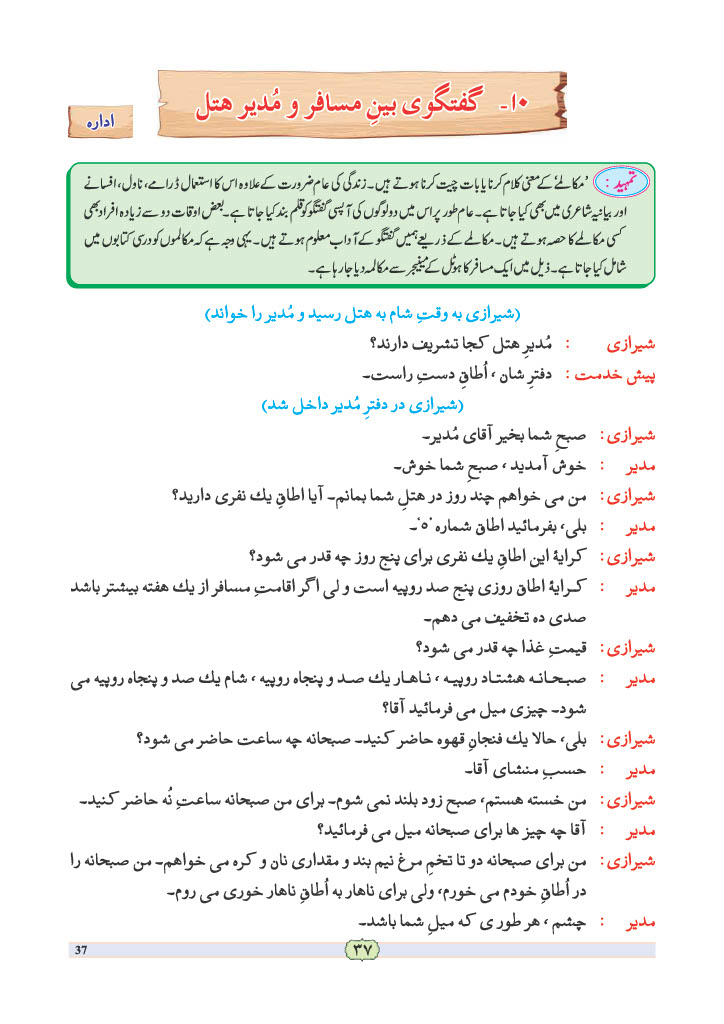 ۱۰- گفتگوی بینِ مسافر و مُدیر هتل
اداره
تمہید :
’مکالمے‘ کے معنی کلام کرنا یا بات چیت کرنا ہوتے ہیں۔ زندگی کی عام ضرورت کے علاوہ اس کا استعمال ڈرامے، ناول، افسانے
اور بیانیہ شاعری میں بھی کیا جاتا ہے۔ عام طور پر اس میں دو لوگوں کی آپسی گفتگو کو قلم بند کیا جاتا ہے۔ بعض اوقات دو سے زیادہ افراد بھی
کسی مکالمے کا حصہ ہوتے ہیں۔ مکالمے کے ذریعے ہمیں گفتگو کے آداب معلوم ہوتے ہیں۔ یہی وجہ ہے کہ مکالموں کو درسی کتابوں میں
شامل کیا جاتا ہے۔ ذیل میں ایک مسافر کا ہوٹل کے مینیجر سے مکالمہ دیا جا رہا ہے۔
(شیرازی به وقتِ شام به هتل رسید و مُدیر را خواند)
شیرازی : مُدیرِ هتل کجا تشریف دارند؟
پیش خدمت : دفترِ شان ، اُطاقِ دستِ راست۔
(شیرازی در دفترِ مُدیر داخل شد)
شیرازی : صبحِ شما بخیر آقای مُدیر۔
مدیر : خوش آمدید ، صبحِ شما خوش۔
شیرازی : من می خواهم چند روز در هتلِ شما بمانم۔ آیا اطاقِ یك نفری دارید؟
مدیر : بلی، بفرمائید اطاق شماره ’۵‘۔
شیرازی : کرایهٔ این اطاقِ یك نفری برای پنج روز چه قدر می شود؟
مدیر : کـرایهٔ اطاق روزی پنج صد روپیه است و لی اگر اقامتِ مسافر از یك هفته بیشتر باشد
صدی ده تخفیف می دهم۔
شیرازی : قیمتِ غذا چه قدر می شود؟
مدیر : صبـحـانـه هشتـاد روپیـه ، نـاهـار یك صـد و پنجاه روپیه ، شام یك صد و پنجاه روپیه می
شود۔ چیزی میل می فرمائید آقا؟
شیرازی : بلی، حالا یك فنجانِ قهوه حاضر کنید۔ صبحانه چه ساعت حاضر می شود؟
مدیر : حسبِ منشای آقا۔
شیرازی : من خسته هستم، صبح زود بلند نمی شوم۔ برای من صبحانه ساعتِ نُه حاضر کنید۔
مدیر : آقا چه چیز ها برای صبحانه میل می فرمائید؟
شیرازی : من برای صبحانه دو تا تخمِ مرغ نیم بند و مقداری نان و کره می خواهم۔ من صبحانه را
در اُطاقِ خودم می خورم، ولی برای ناهار به اُطاقِ ناهار خوری می روم۔
مدیر : چشم ، هر طوری که میلِ شما باشد۔
37
۳۷